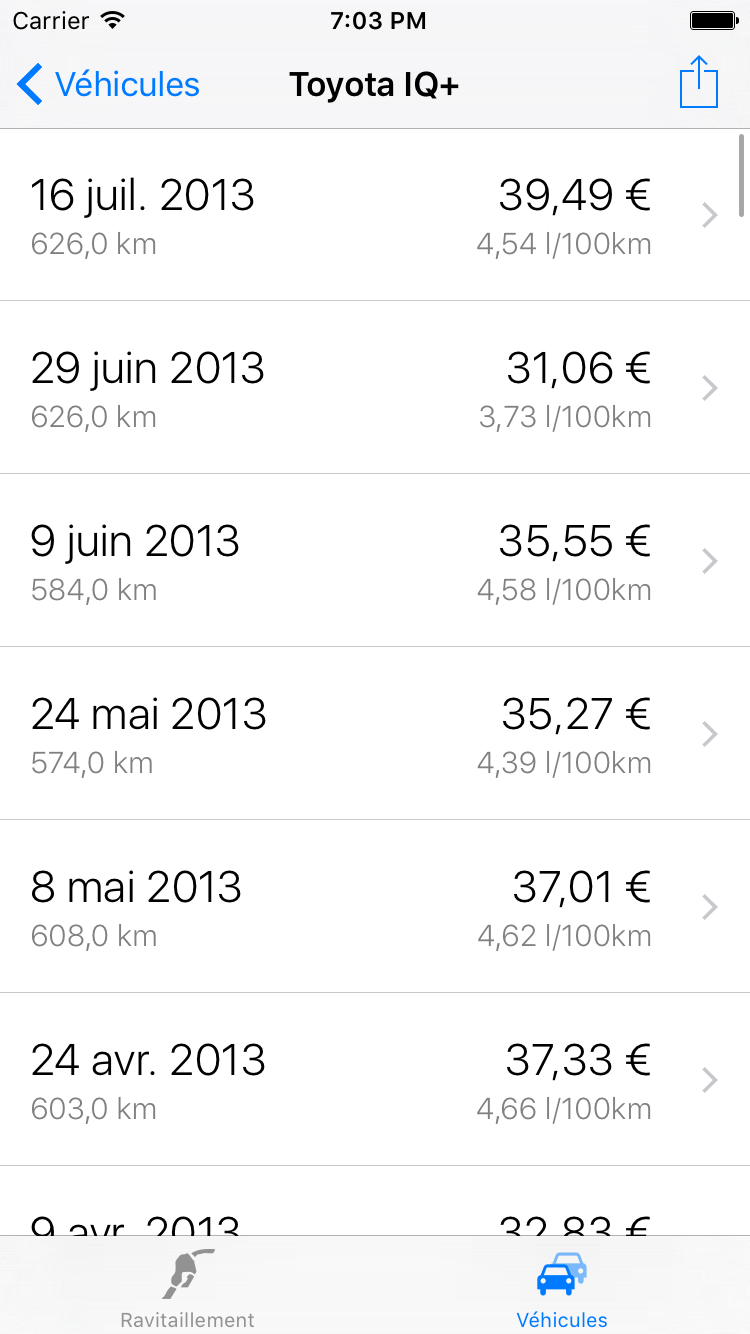 Carrier 7:03 PM
Véhicules Toyota IQ+
16 juil. 2013 39,49 €
626,0 km 4,54 l/100km
29 juin 2013 31,06 €
626,0 km 3,73 l/100km
9 juin 2013 35,55 €
584,0 km 4,58 l/100km
24 mai 2013 35,27 €
574,0 km 4,39 l/100km
8 mai 2013 37,01 €
608,0 km 4,62 l/100km
24 avr. 2013 37,33 €
603,0 km 4,66 l/100km
9 avr. 2013 32,83 €
Ravitaillement Véhicules